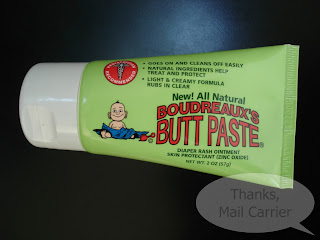 • GOES ON AND CLEANS OFF EASILY
• NATURAL INGREDIENTS HELP
TREAT AND PROTECT
• LIGHT & CREAMY FORMULA
RUBS IN CLEAR
New! All Natural
BOUDREAUX'S
BUTT PASTE®
DIAPER RASH OINTMENT
SKIN PROTECTANT (ZINC OXIDE)
NET WT. 2 OZ (57g)
Thanks,
Mail Carrier